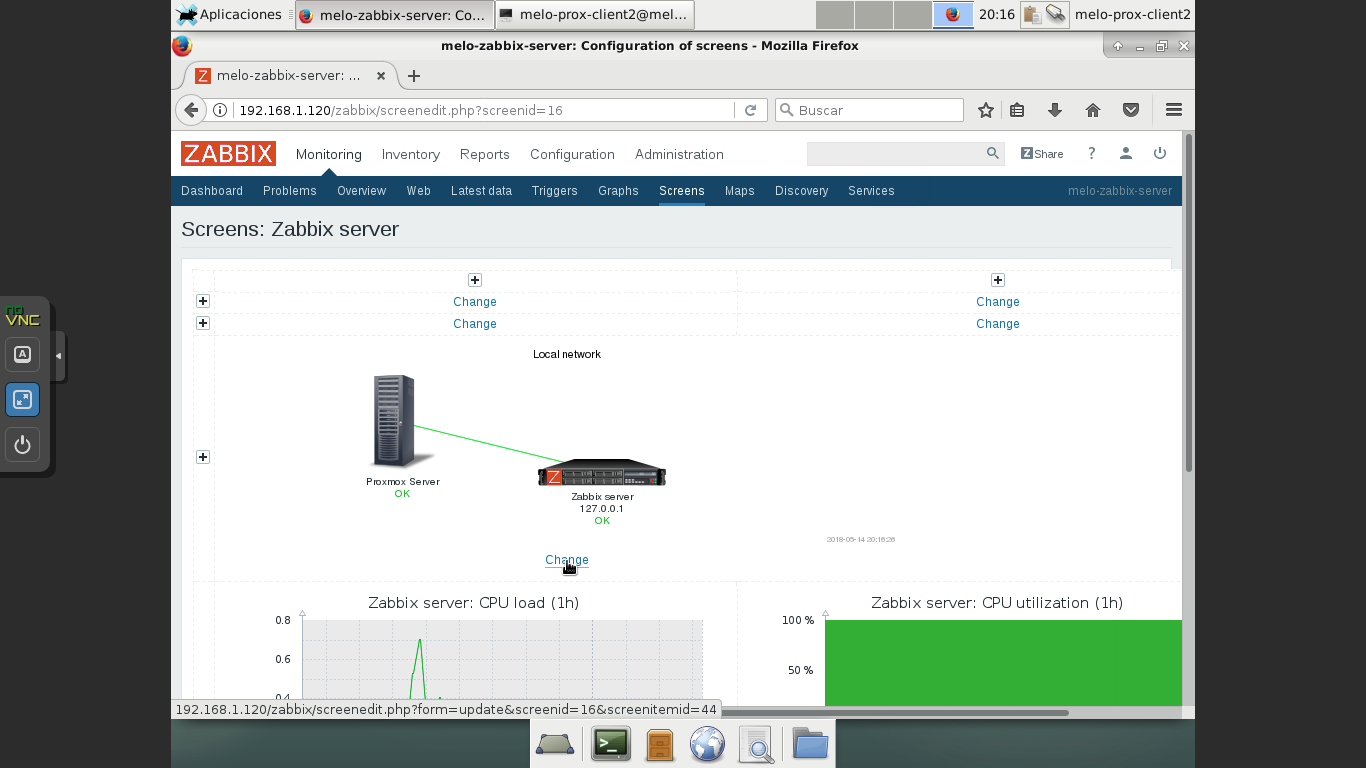 Aplicaciones
melo-zabbix-server: Co...
melo-prox-client2@mel...
20:16
melo-prox-client2
melo-zabbix-server: Configuration of screens - Mozilla Firefox
melo-zabbix-server: ...
192.168.1.120/zabbix/screenedit.php?screenid=16
Buscar
ZABBIX
Monitoring
Inventory
Reports
Configuration
Administration
Z Share
?
Dashboard
Problems
Overview
Web
Latest data
Triggers
Graphs
Screens
Maps
Discovery
Services
melo-zabbix-server
Screens: Zabbix server
Change
Change
Change
Change
Local network
noVNC
A
Z
Proxmox Server
OK
Zabbix server
127.0.0.1
OK
2018-05-14 20:16:26
Change
Zabbix server: CPU load (1h)
Zabbix server: CPU utilization (1h)
0.8
0.6
0.4
100 %
50 %
192.168.1.120/zabbix/screenedit.php?form=update&screenid=16&screenitemid=44